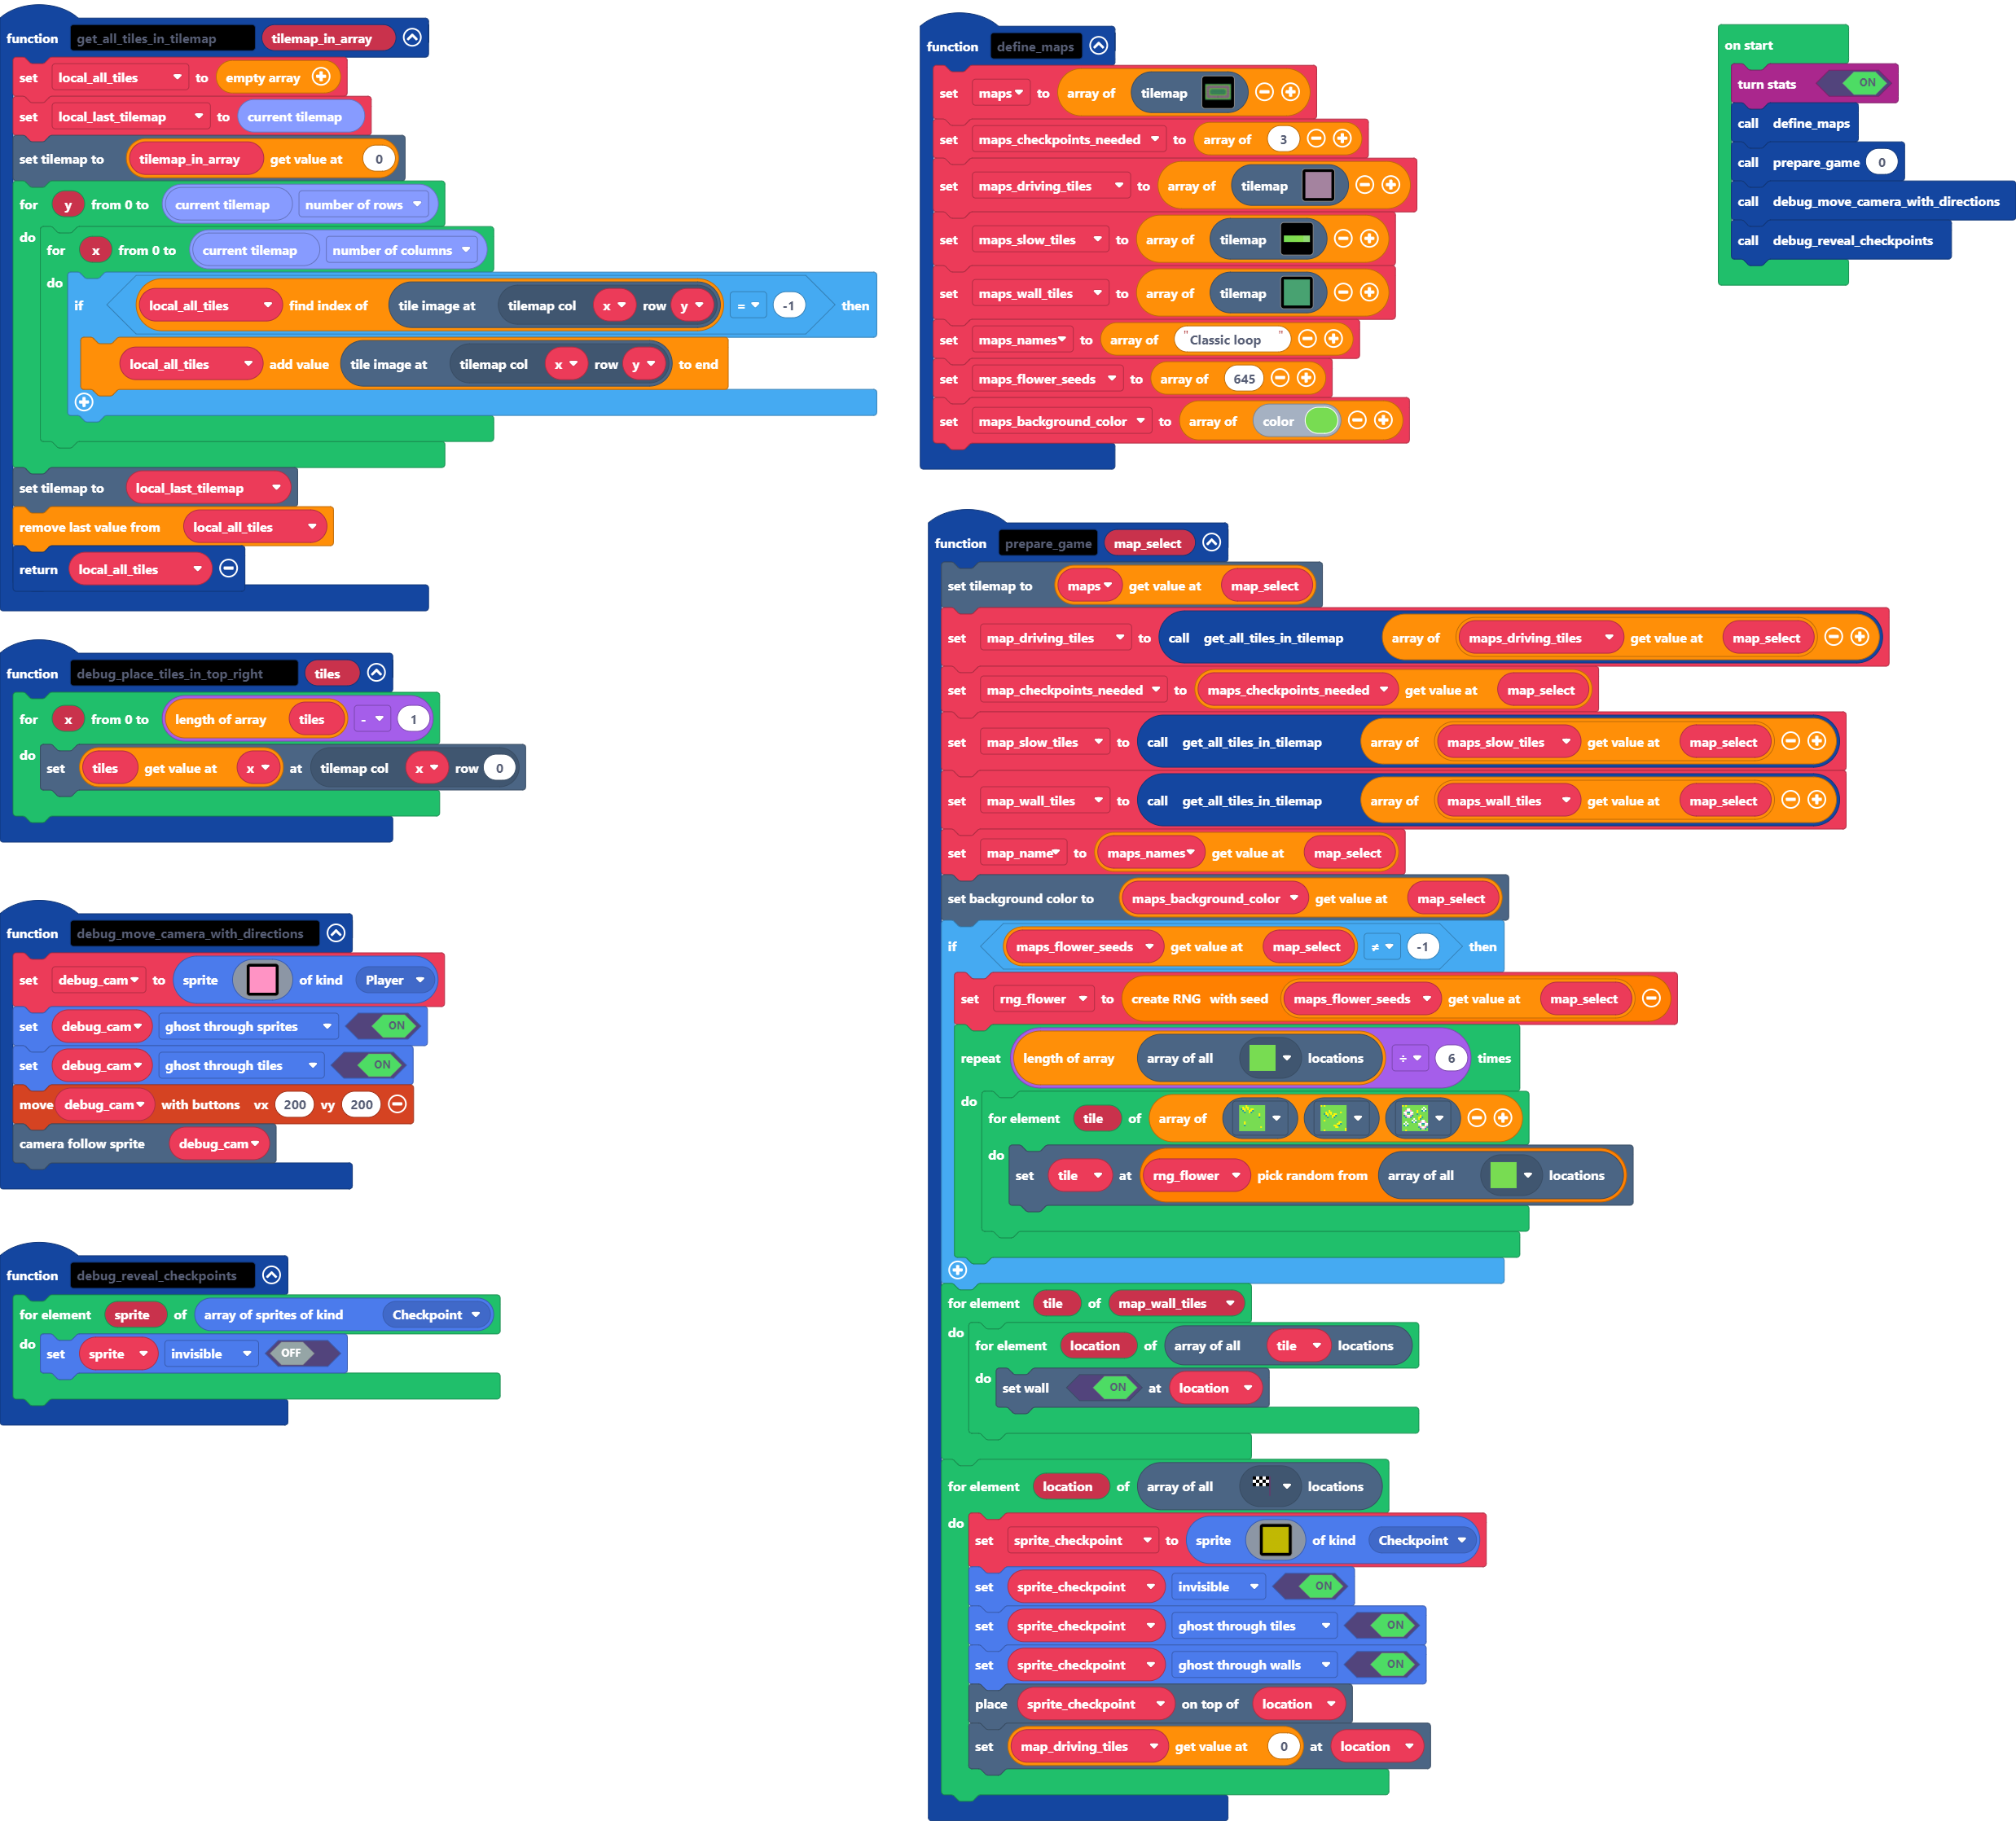 function get_all_tiles_in_tilemap tilemap_in_array
set local_all_tiles to empty array
set local_last_tilemap to current tilemap
set tilemap to tilemap_in_array get value at 0
for y from 0 to current tilemap number of rows
do for x from 0 to current tilemap number of columns
do if local_all_tiles find index of tile image at tilemap col x row y = -1 then
local_all_tiles add value tile image at tilemap col x row y to end
set tilemap to local_last_tilemap
remove last value from local_all_tiles
return local_all_tiles
function debug_place_tiles_in_top_right tiles
for x from 0 to length of array tiles - 1
do set tiles get value at x at tilemap col x row 0
function debug_move_camera_with_directions
set debug_cam to sprite of kind Player
set debug_cam ghost through sprites ON
set debug_cam ghost through tiles ON
move debug_cam with buttons vx 200 vy 200
camera follow sprite debug_cam
function debug_reveal_checkpoints
for element sprite of array of sprites of kind Checkpoint
do set sprite invisible OFF
function define_maps
set maps to array of tilemap
set maps_checkpoints_needed to array of 3
set maps_driving_tiles to array of tilemap
set maps_slow_tiles to array of tilemap
set maps_wall_tiles to array of tilemap
set maps_names to array of "Classic loop"
set maps_flower_seeds to array of 645
set maps_background_color to array of color
function prepare_game map_select
set tilemap to maps get value at map_select
set map_driving_tiles to call get_all_tiles_in_tilemap array of maps_driving_tiles get value at map_select
set map_checkpoints_needed to maps_checkpoints_needed get value at map_select
set map_slow_tiles to call get_all_tiles_in_tilemap array of maps_slow_tiles get value at map_select
set map_wall_tiles to call get_all_tiles_in_tilemap array of maps_wall_tiles get value at map_select
set map_name to maps_names get value at map_select
set background color to maps_background_color get value at map_select
if maps_flower_seeds get value at map_select ≠ -1 then
set rng_flower to create RNG with seed maps_flower_seeds get value at map_select
repeat length of array array of all locations ÷ 6 times
do for element tile of array of
do set tile at rng_flower pick random from array of all locations
for element tile of map_wall_tiles
do for element location of array of all tile locations
do set wall ON at location
for element location of array of all locations
do set sprite_checkpoint to sprite of kind Checkpoint
set sprite_checkpoint invisible ON
set sprite_checkpoint ghost through tiles ON
set sprite_checkpoint ghost through walls ON
place sprite_checkpoint on top of location
set map_driving_tiles get value at 0 at location
on start
turn stats ON
call define_maps
call prepare_game 0
call debug_move_camera_with_directions
call debug_reveal_checkpoints